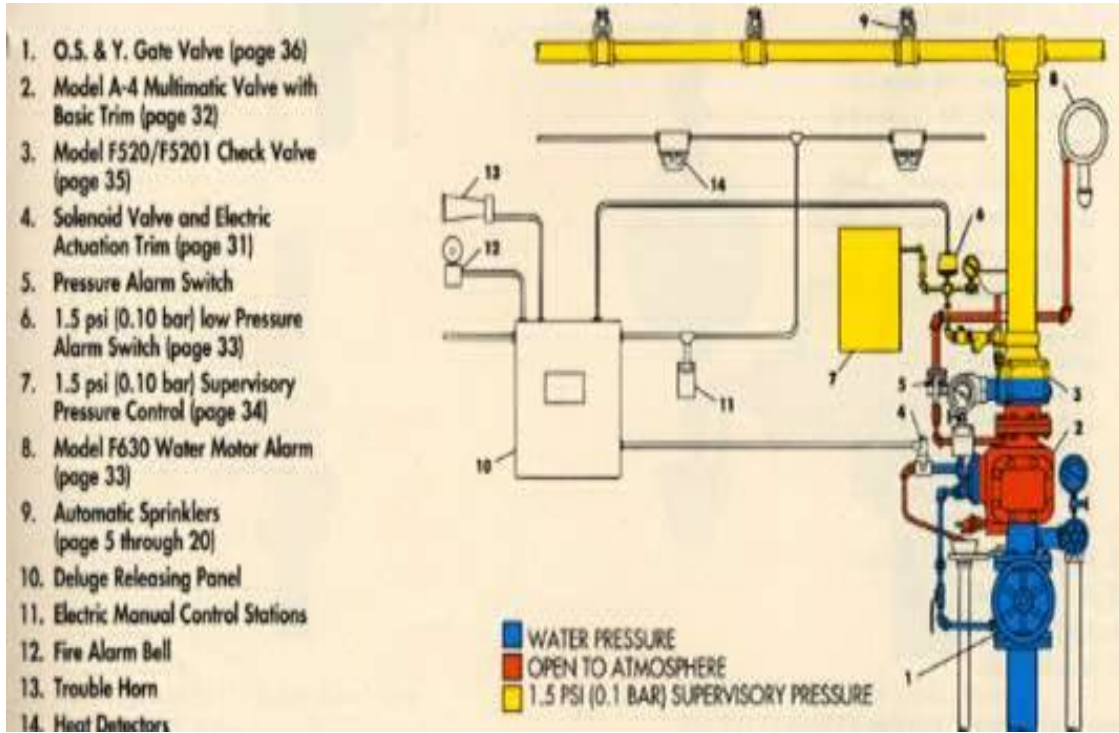 1. O.S. & Y. Gate Valve (page 36)
2. Model A-4 Multimatic Valve with
Basic Trim (page 32)
3. Model F520/F5201 Check Valve
(page 35)
4. Solenoid Valve and Electric
Actuation Trim (page 31)
5. Pressure Alarm Switch
6. 1.5 psi (0.10 bar) low Pressure
Alarm Switch (page 33)
7. 1.5 psi (0.10 bar) Supervisory
Pressure Control (page 34)
8. Model F630 Water Motor Alarm
(page 33)
9. Automatic Sprinklers
(page 5 through 20)
10. Deluge Releasing Panel
11. Electric Manual Control Stations
12. Fire Alarm Bell
13. Trouble Horn
14. Heat Detectors
9
8
14
13
6
12
7
5
3
11
4
2
10
1
WATER PRESSURE
OPEN TO ATMOSPHERE
1.5 PSI (0.1 BAR) SUPERVISORY PRESSURE